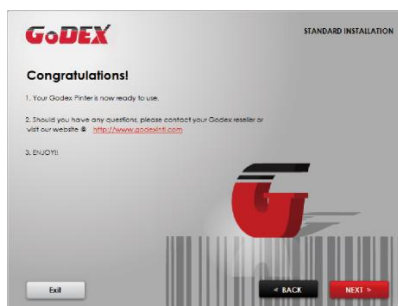 GoDEX
STANDARD INSTALLATION
Congratulations!
1. Your Godex Pinter is now ready to use.
2. Should you have any questions, please contact your Godex reseller or
visit our website @ http://www.godexintl.com
3. ENJOY!!
G
Exit
< BACK
NEXT >